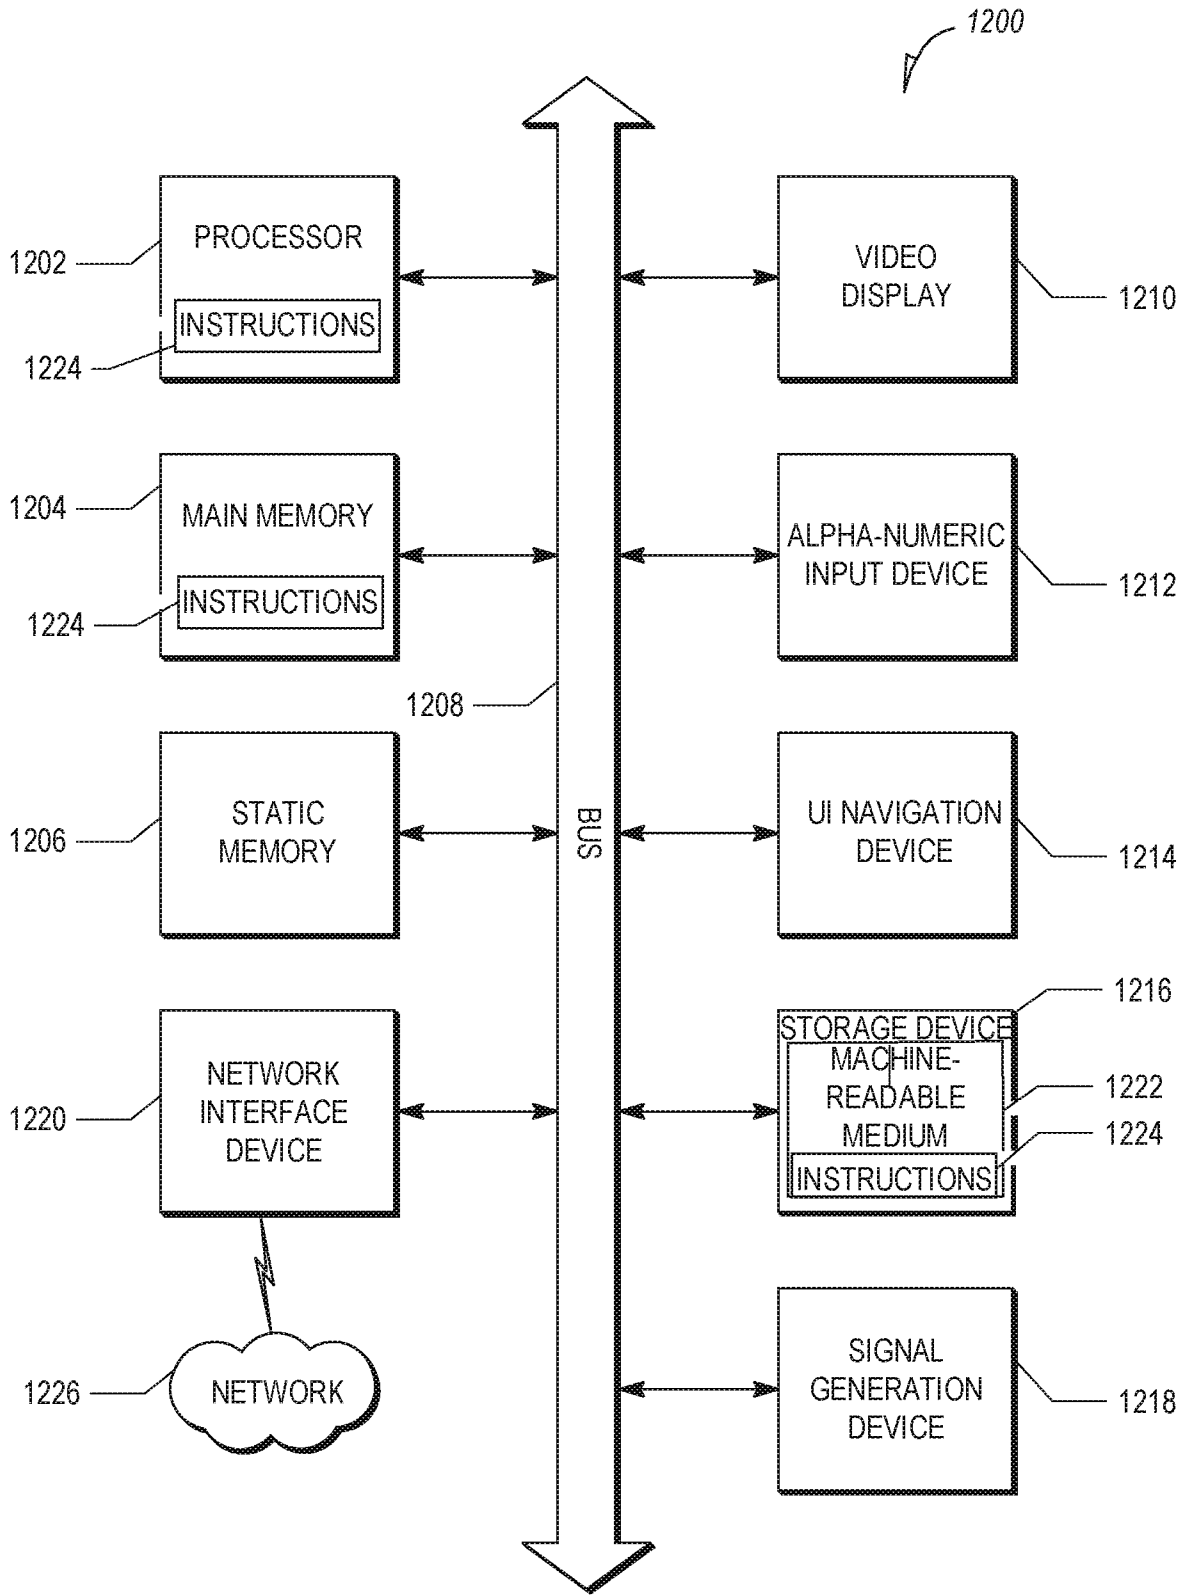 1200
PROCESSOR
1202
INSTRUCTIONS
1224
VIDEO
DISPLAY
1210
MAIN MEMORY
1204
INSTRUCTIONS
1224
ALPHA-NUMERIC
INPUT DEVICE
1212
1208
BUS
STATIC
MEMORY
1206
UI NAVIGATION
DEVICE
1214
NETWORK
INTERFACE
DEVICE
1220
1216
STORAGE DEVICE
MACHINE-
READABLE
MEDIUM
1222
1224
INSTRUCTIONS
NETWORK
1226
SIGNAL
GENERATION
DEVICE
1218